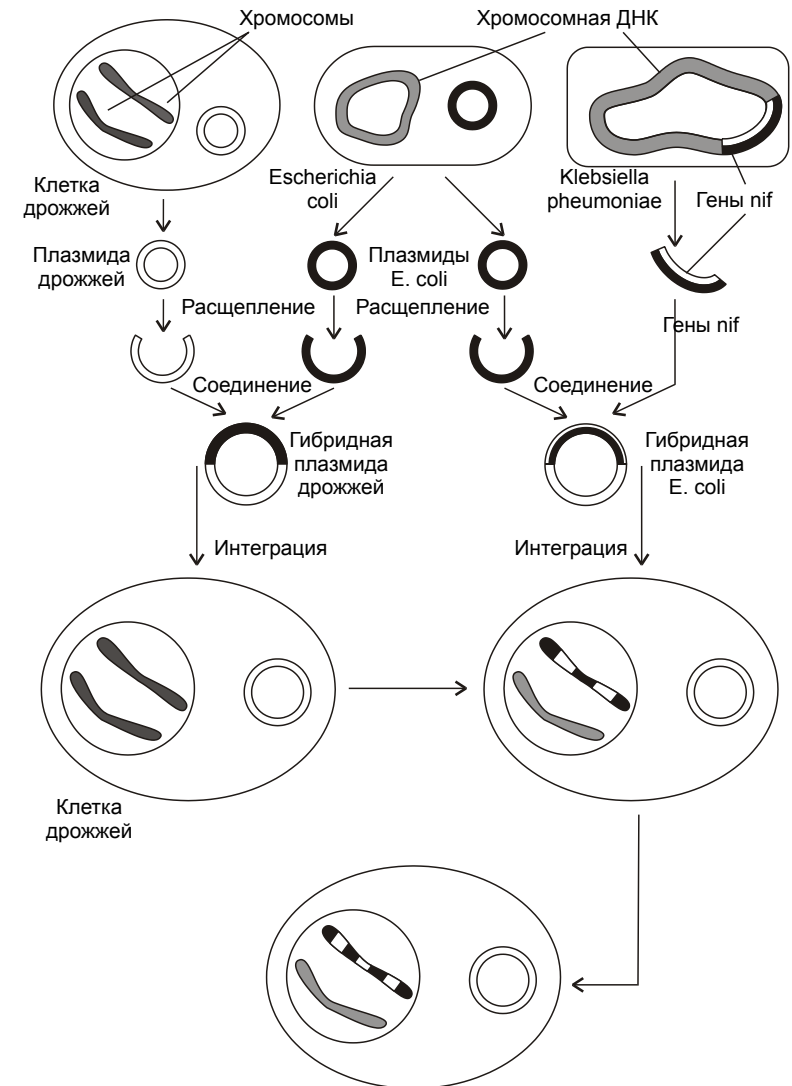 Хромосомы
Хромосомная ДНК
Клетка
дрожжей
Escherichia
coli
Klebsiella
pheumoniae
Гены nif
Плазмида
дрожжей
Плазмиды
E. coli
Расщепление
Расщепление
Гены nif
Соединение
Соединение
Гибридная
плазмида
дрожжей
Гибридная
плазмида
E. coli
Интеграция
Интеграция
Клетка
дрожжей